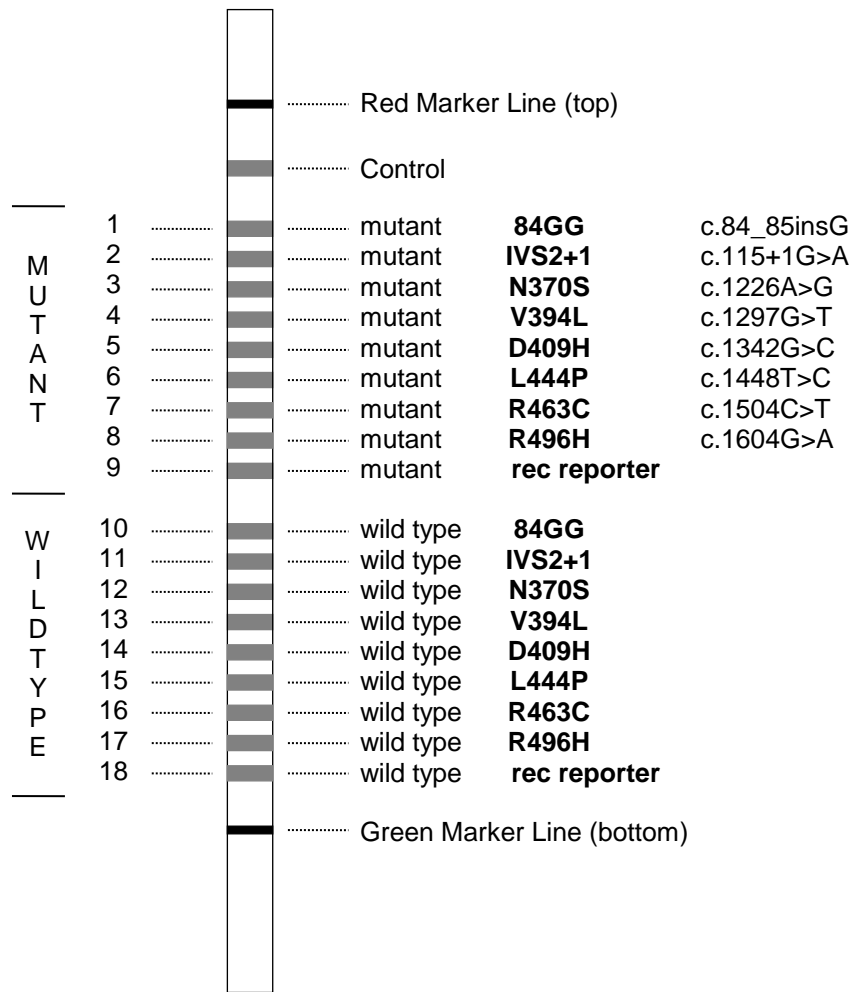 Red Marker Line (top)
Control
MUTANT
1 mutant 84GG c.84_85insG
2 mutant IVS2+1 c.115+1G>A
3 mutant N370S c.1226A>G
4 mutant V394L c.1297G>T
5 mutant D409H c.1342G>C
6 mutant L444P c.1448T>C
7 mutant R463C c.1504C>T
8 mutant R496H c.1604G>A
9 mutant rec reporter
WILDTYPE
10 wild type 84GG
11 wild type IVS2+1
12 wild type N370S
13 wild type V394L
14 wild type D409H
15 wild type L444P
16 wild type R463C
17 wild type R496H
18 wild type rec reporter
Green Marker Line (bottom)